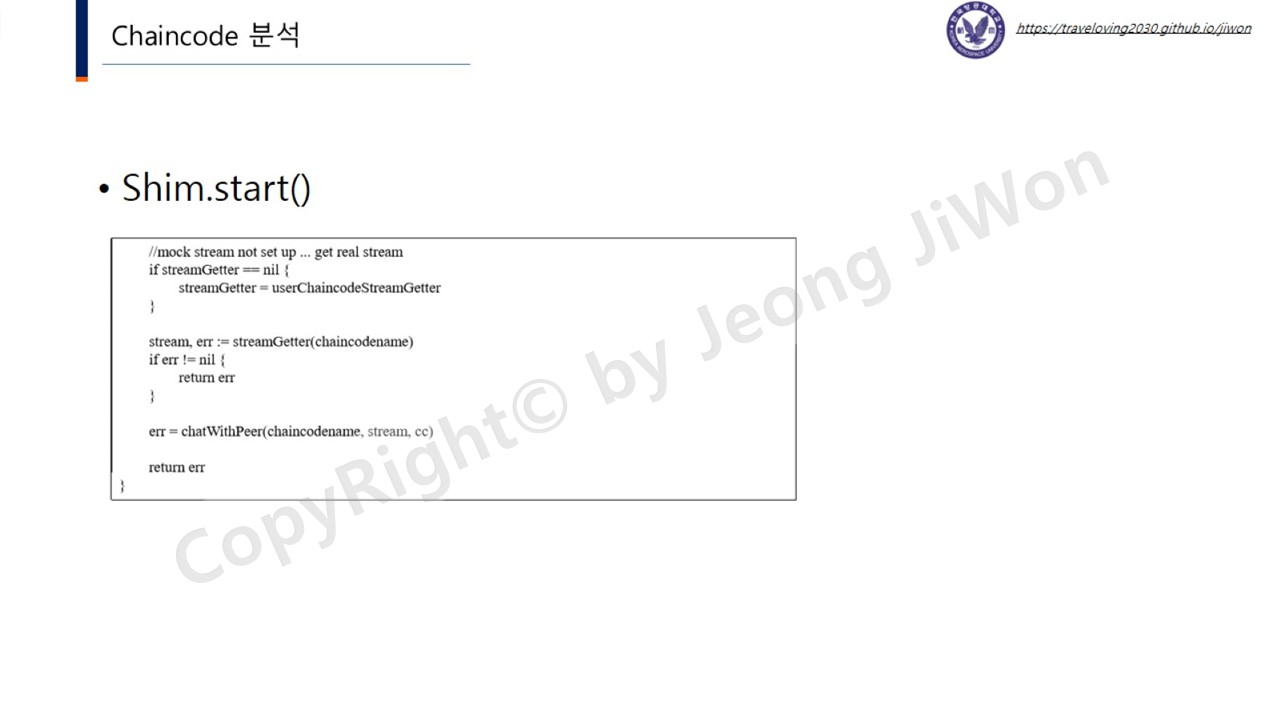 Chaincode 분석
https://traveloving2030.github.io/jiwon
• Shim.start()
//mock stream not set up ... get real stream
if streamGetter == nil {
streamGetter = userChaincodeStreamGetter
}
stream, err := streamGetter(chaincodename)
if err != nil {
return err
}
err = chatWithPeer(chaincodename, stream, cc)
return err
}
CopyRight© by Jeong JiWon